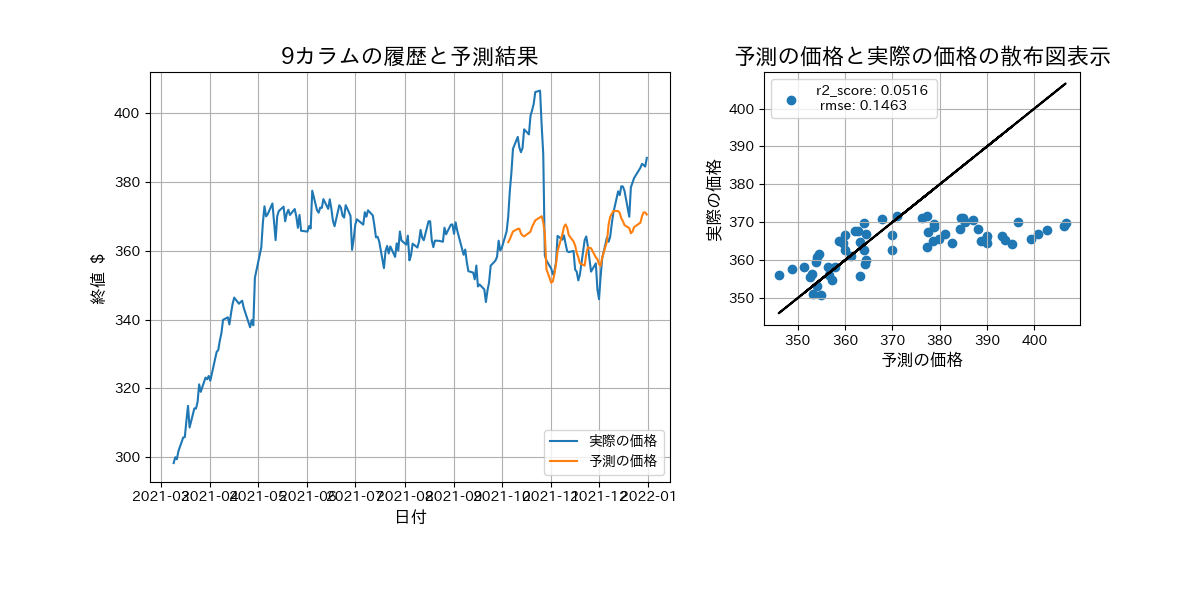 9カラムの履歴と予測結果
終値 $
400
380
360
340
320
300
実際の価格
予測の価格
2021-03
2021-04
2021-05
2021-06
2021-07
2021-08
2021-09
2021-10
2021-11
2021-12
2022-01
日付
予測の価格と実際の価格の散布図表示
r2_score: 0.0516
rmse: 0.1463
実際の価格
400
390
380
370
360
350
350
360
370
380
390
400
予測の価格